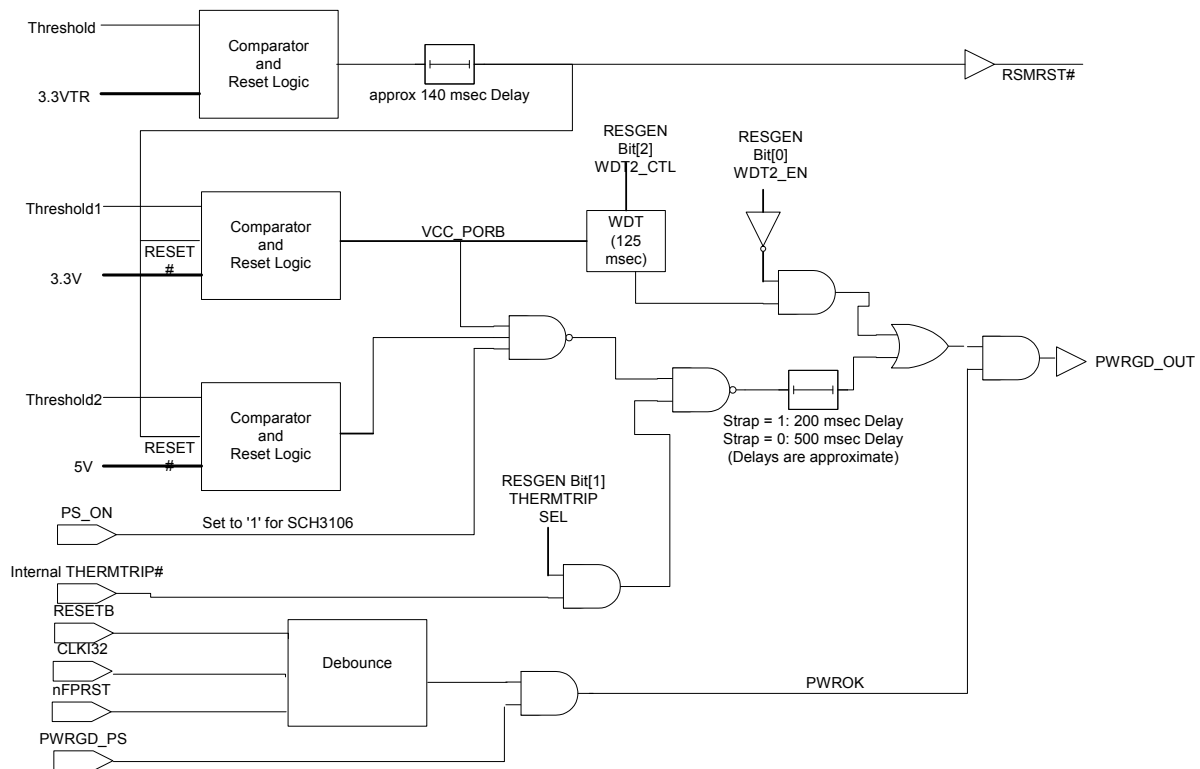 Threshold
Comparator
and
Reset Logic
3.3VTR
approx 140 msec Delay
RSMRST#
RESGEN
Bit[2]
WDT2_CTL
RESGEN
Bit[0]
WDT2_EN
Threshold1
Comparator
and
Reset Logic
RESET
#
3.3V
VCC_PORB
WDT
(125
msec)
PWRGD_OUT
Threshold2
Comparator
and
Reset Logic
RESET
#
5V
Strap = 1: 200 msec Delay
Strap = 0: 500 msec Delay
(Delays are approximate)
RESGEN Bit[1]
THERMTRIP
SEL
PS_ON
Set to '1' for SCH3106
Internal THERMTRIP#
RESETB
CLKI32
nFPRST
Debounce
PWROK
PWRGD_PS